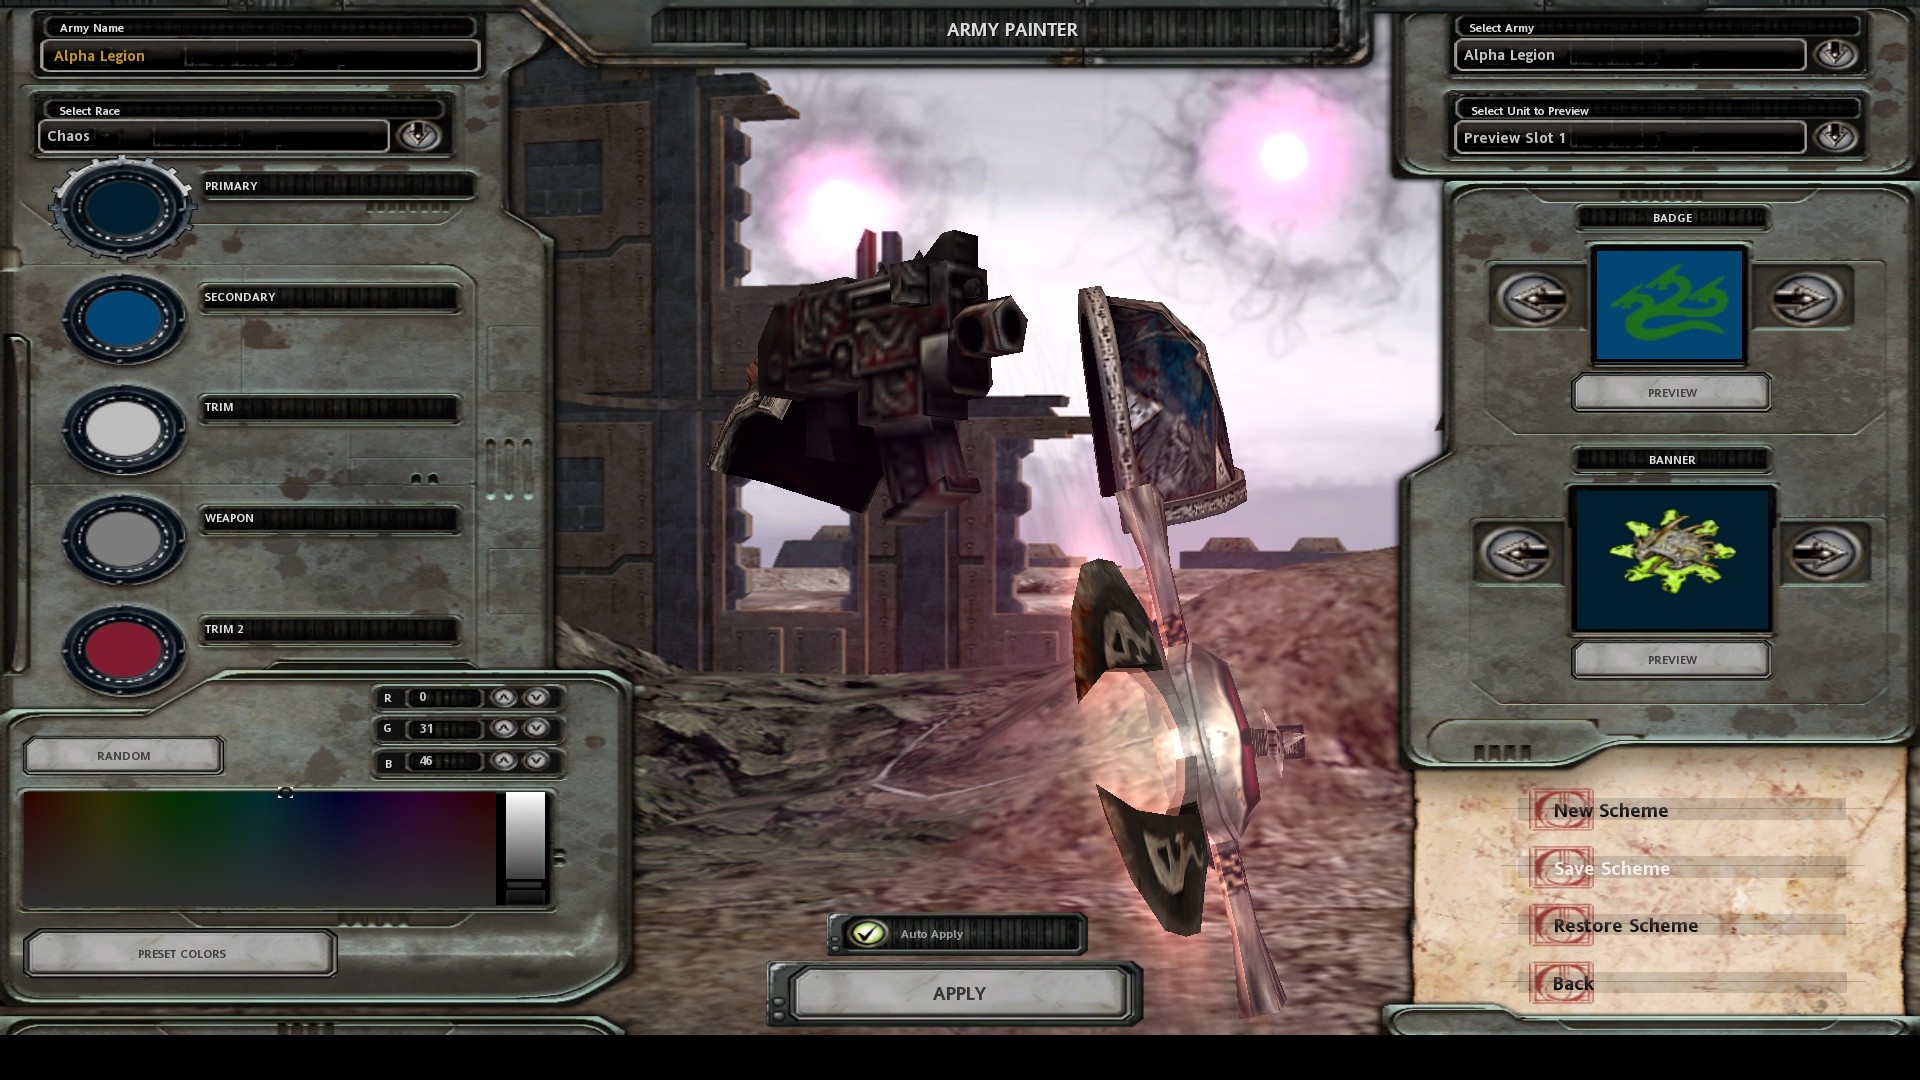 Army Name
Alpha Legion
Select Race
Chaos
PRIMARY
SECONDARY
TRIM
WEAPON
TRIM 2
R 0
G 31
B 46
RANDOM
PRESET COLORS
ARMY PAINTER
Auto Apply
APPLY
Select Army
Alpha Legion
Select Unit to Preview
Preview Slot 1
BADGE
PREVIEW
BANNER
PREVIEW
New Scheme
Save Scheme
Restore Scheme
Back